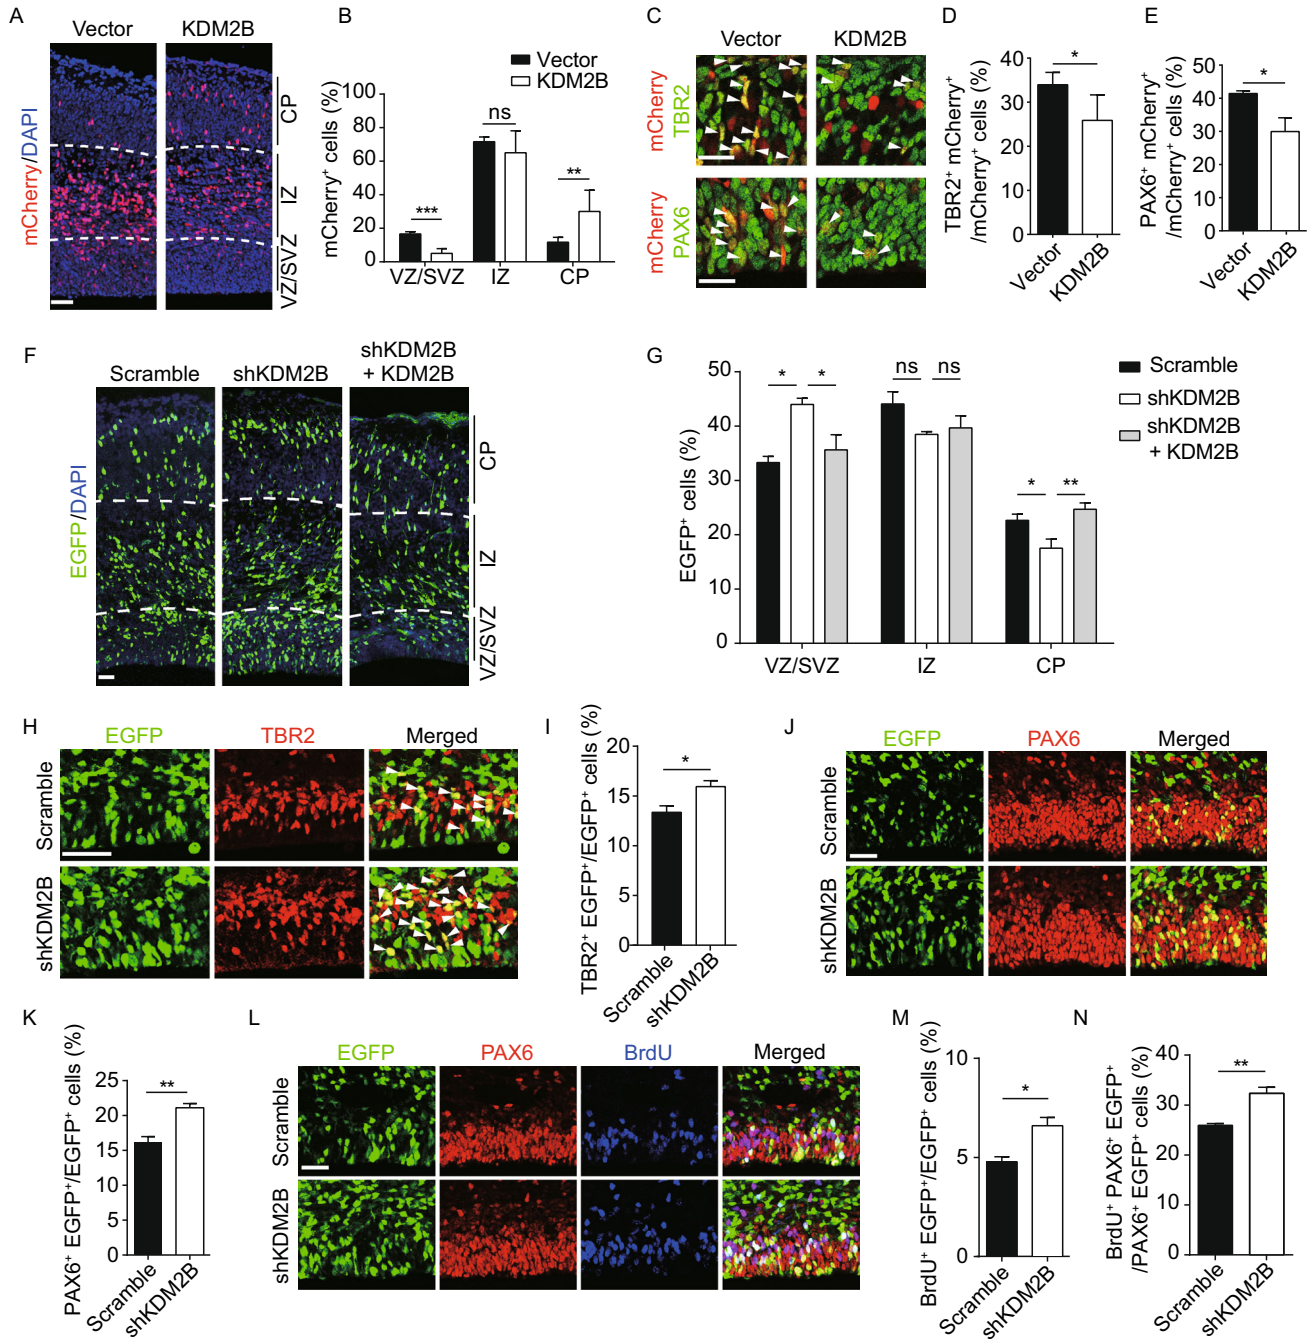 A
Vector
KDM2B
mCherry/DAPI
CP
IZ
VZ/SVZ
B
Vector
KDM2B
mCherry⁺ cells (%)
100
80
60
40
20
0
***
ns
**
VZ/SVZ
IZ
CP
C
Vector
KDM2B
mCherry
TBR2
mCherry
PAX6
D
TBR2⁺ mCherry⁺
/mCherry⁺ cells (%)
40
30
20
10
0
*
Vector
KDM2B
E
PAX6⁺ mCherry⁺
/mCherry⁺ cells (%)
50
40
30
20
10
0
*
Vector
KDM2B
F
Scramble
shKDM2B
shKDM2B
+ KDM2B
EGFP/DAPI
CP
IZ
VZ/SVZ
G
EGFP⁺ cells (%)
50
40
30
20
10
0
*
*
ns
ns
*
**
VZ/SVZ
IZ
CP
Scramble
shKDM2B
shKDM2B
+ KDM2B
H
EGFP
TBR2
Merged
Scramble
shKDM2B
I
TBR2⁺ EGFP⁺/EGFP⁺ cells (%)
20
15
10
5
0
*
Scramble
shKDM2B
J
EGFP
PAX6
Merged
Scramble
shKDM2B
K
PAX6⁺ EGFP⁺/EGFP⁺ cells (%)
25
20
15
10
5
0
**
Scramble
shKDM2B
L
EGFP
PAX6
BrdU
Merged
Scramble
shKDM2B
M
BrdU⁺ EGFP⁺/EGFP⁺ cells (%)
10
5
0
*
Scramble
shKDM2B
N
BrdU⁺ PAX6⁺ EGFP⁺
/PAX6⁺ EGFP⁺ cells (%)
40
30
20
10
0
**
Scramble
shKDM2B